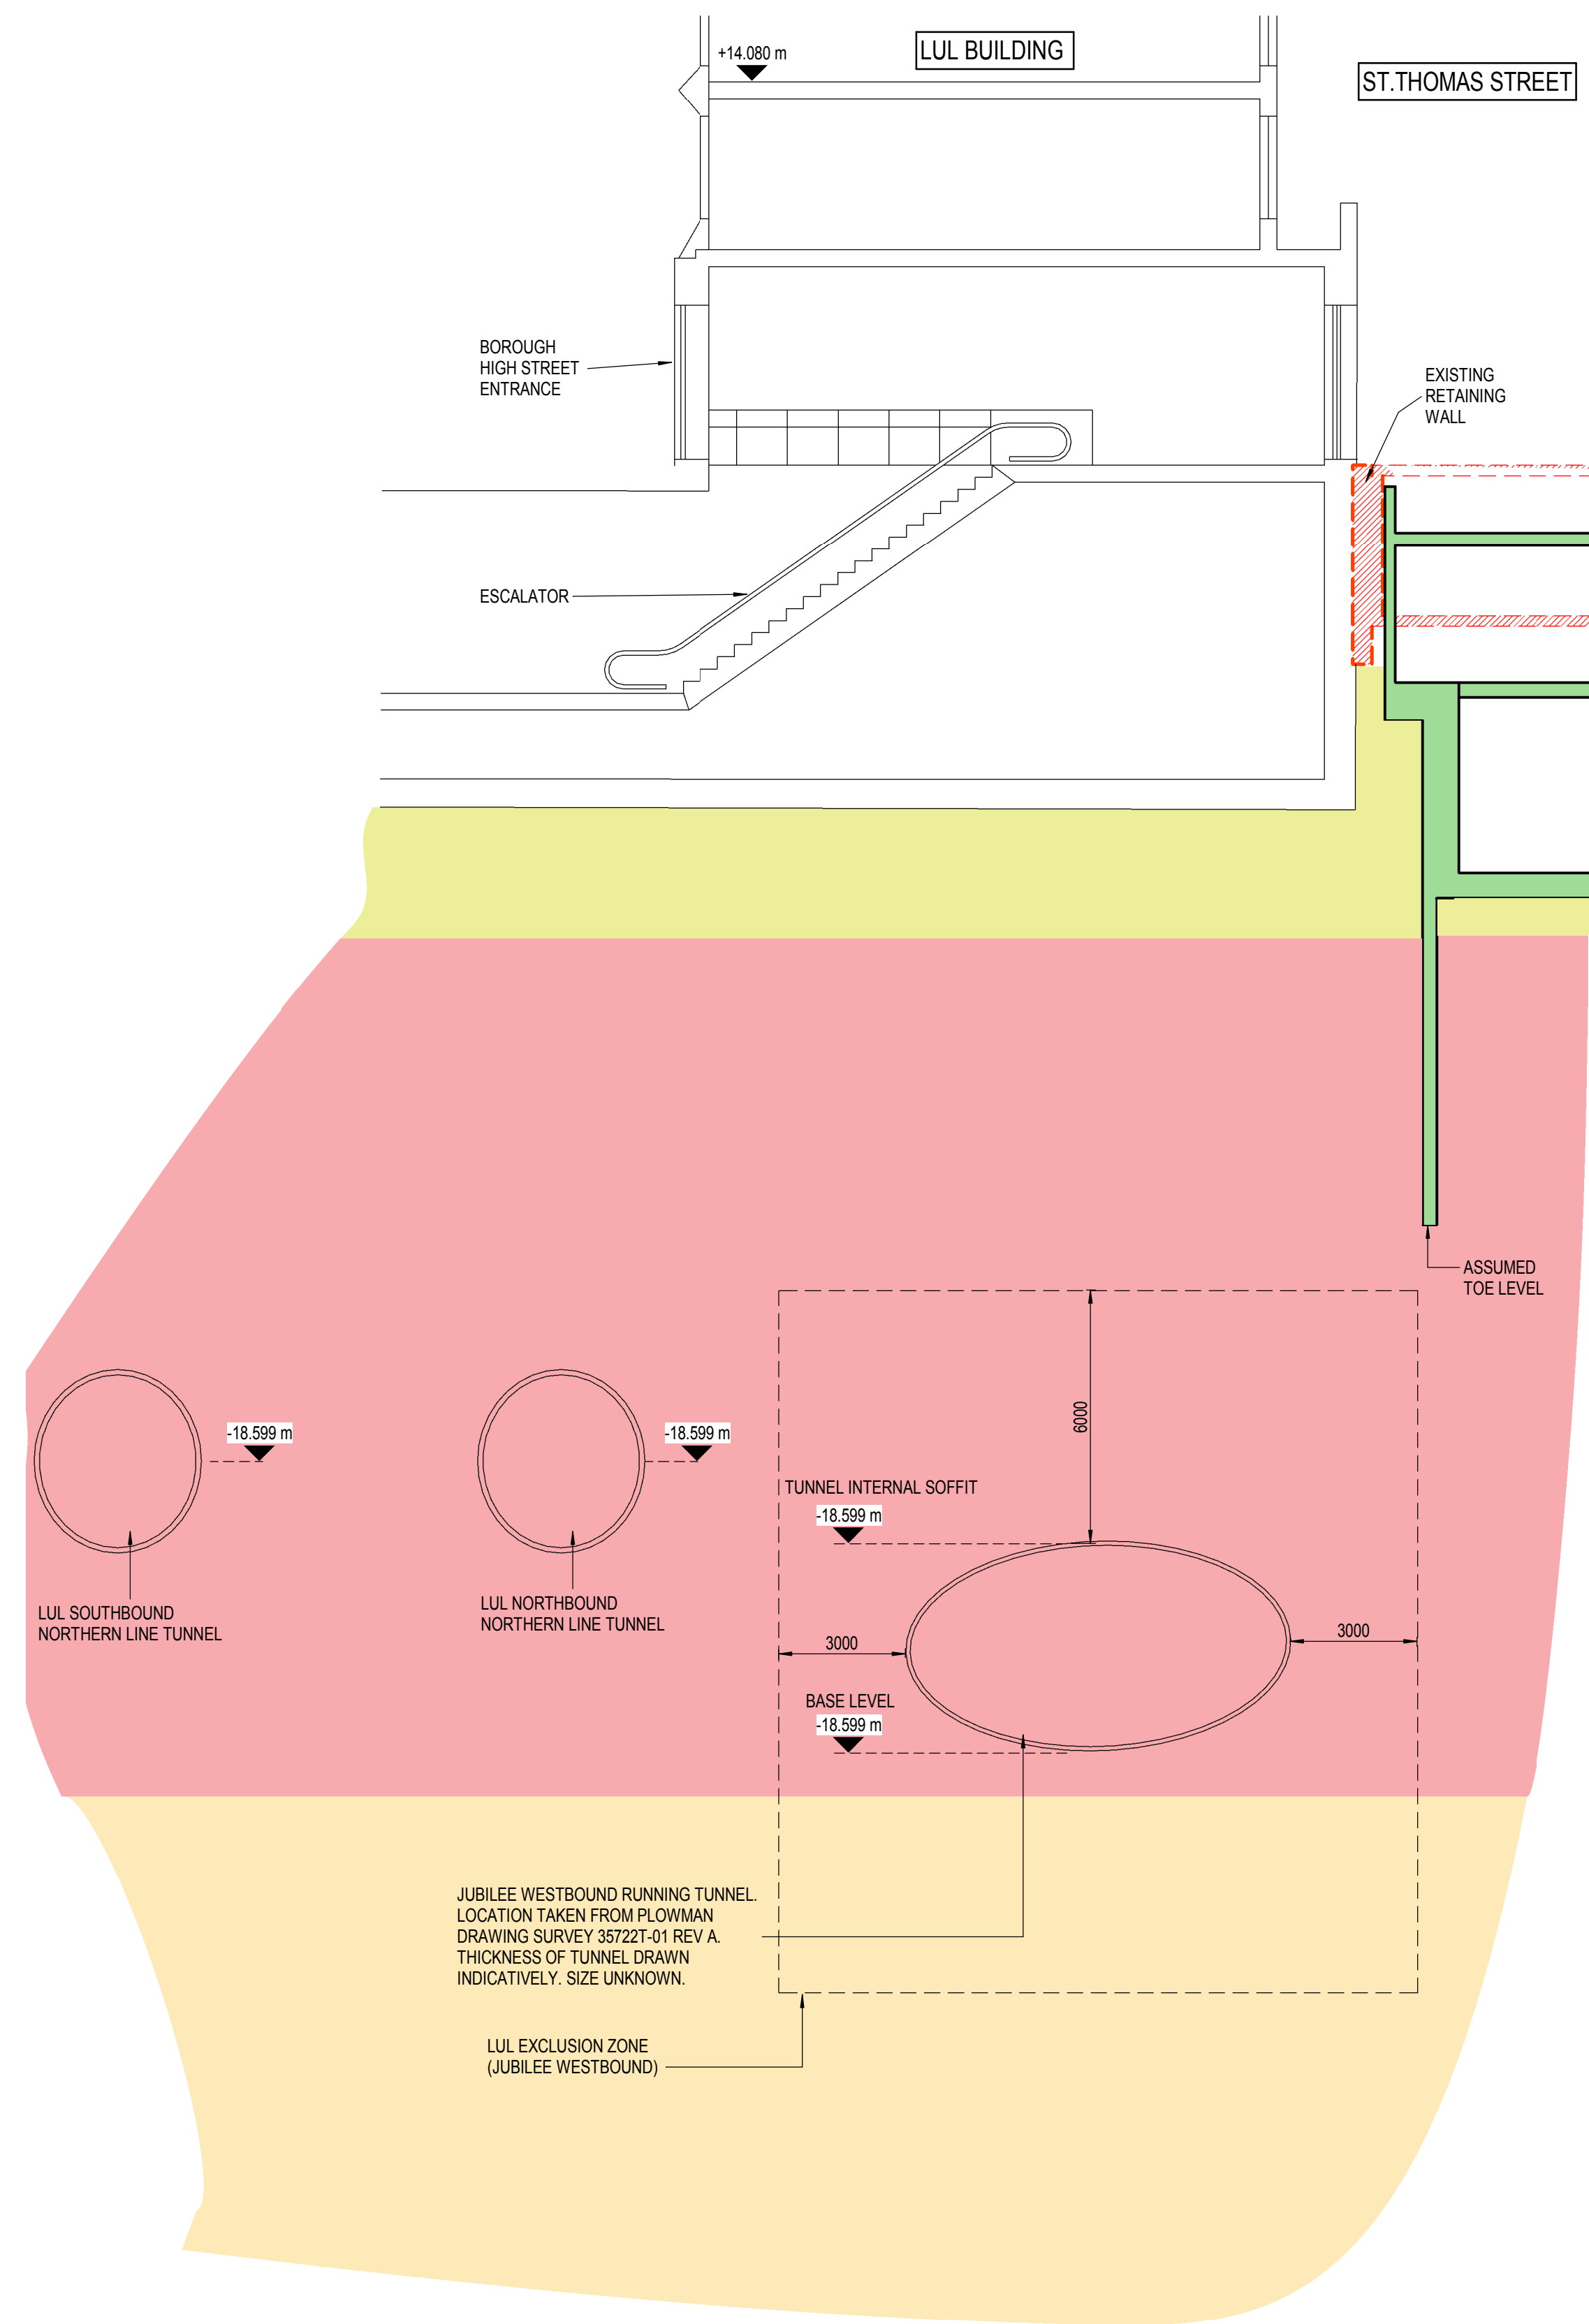 +14.080 m
LUL BUILDING
ST.THOMAS STREET
BOROUGH
HIGH STREET
ENTRANCE
EXISTING
RETAINING
WALL
ESCALATOR
ASSUMED
TOE LEVEL
6000
-18.599 m
-18.599 m
TUNNEL INTERNAL SOFFIT
-18.599 m
LUL SOUTHBOUND
NORTHERN LINE TUNNEL
LUL NORTHBOUND
NORTHERN LINE TUNNEL
3000
3000
BASE LEVEL
-18.599 m
JUBILEE WESTBOUND RUNNING TUNNEL.
LOCATION TAKEN FROM PLOWMAN
DRAWING SURVEY 35722T-01 REV A.
THICKNESS OF TUNNEL DRAWN
INDICATIVELY. SIZE UNKNOWN.
LUL EXCLUSION ZONE
(JUBILEE WESTBOUND)